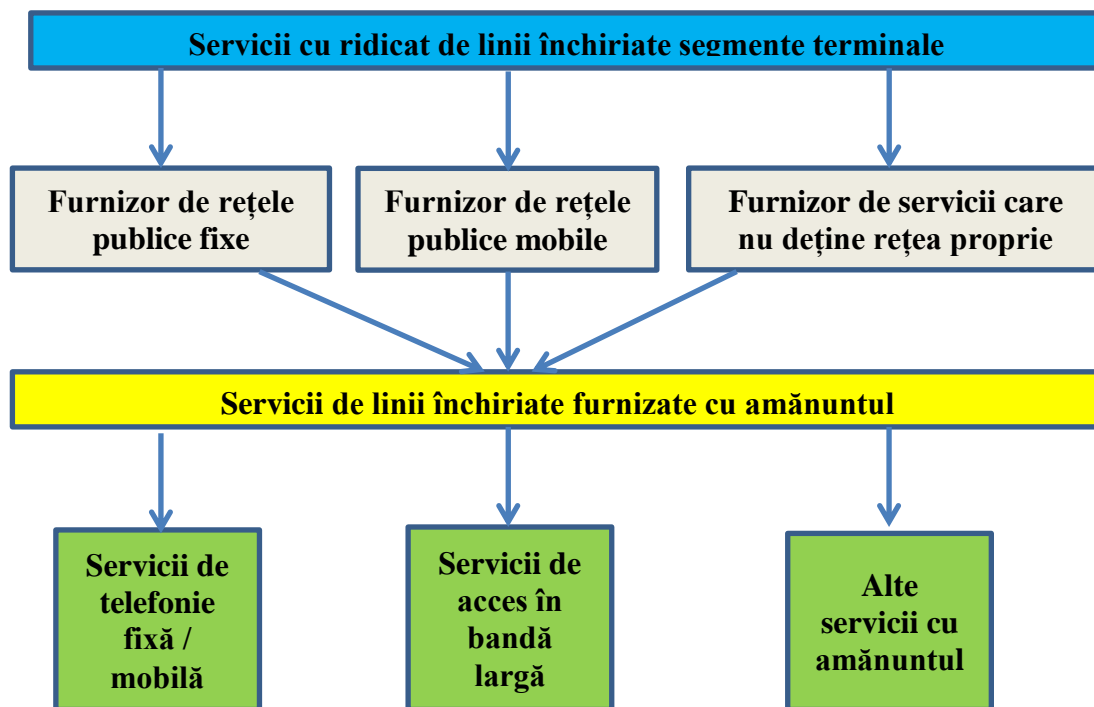 Servicii cu ridicat de linii închiriate segmente terminale
Furnizor de rețele
publice fixe
Furnizor de rețele
publice mobile
Furnizor de servicii care
nu deține rețea proprie
Servicii de linii închiriate furnizate cu amănuntul
Servicii de
telefonie
fixă /
mobilă
Servicii de
acces în
bandă
largă
Alte
servicii cu
amănuntul